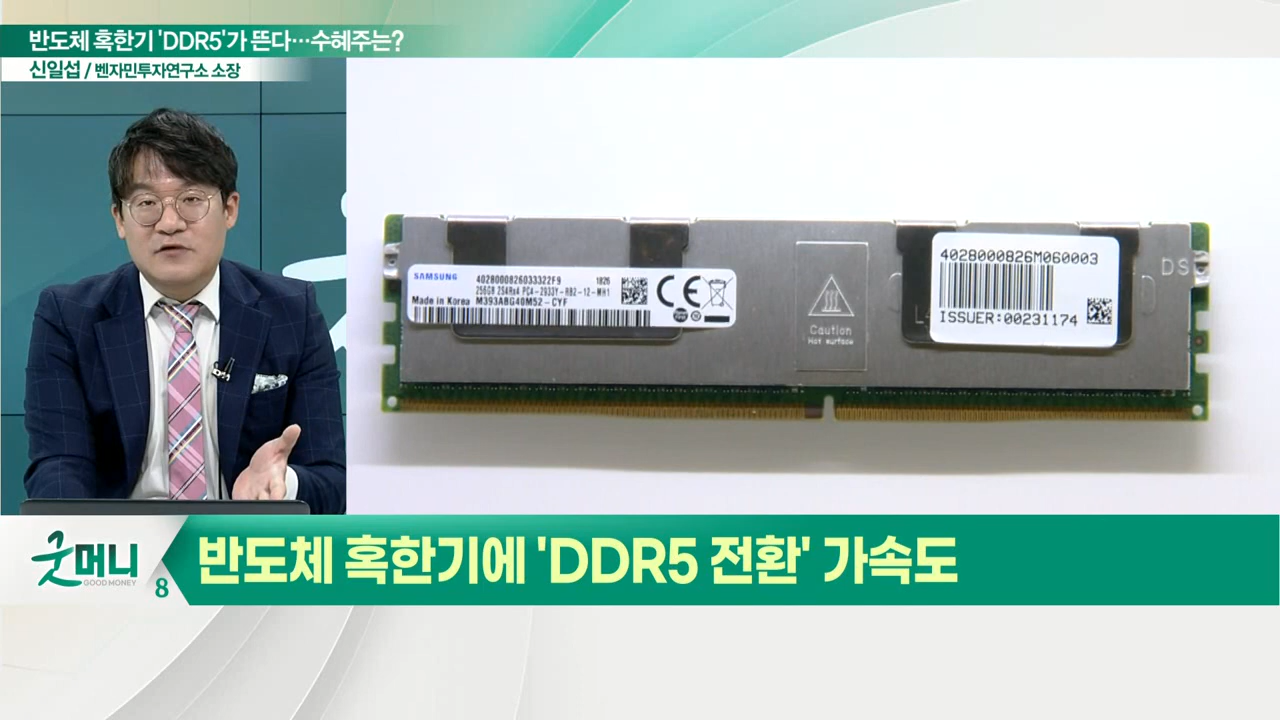 반도체 혹한기 'DDR5'가 뜬다…수혜주는?
신일섭 / 벤자민투자연구소 소장
SAMSUNG
4028000826033322F9 1826
256GB 2S4Rx4 PC4-2933Y-RB2-12-MH1
Made in Korea M393ABG40M52-CYF
Caution
Hot surface
4028000826M060003
ISSUER:00231174
DS
굿머니
GOOD MONEY
8
반도체 혹한기에 'DDR5 전환' 가속도